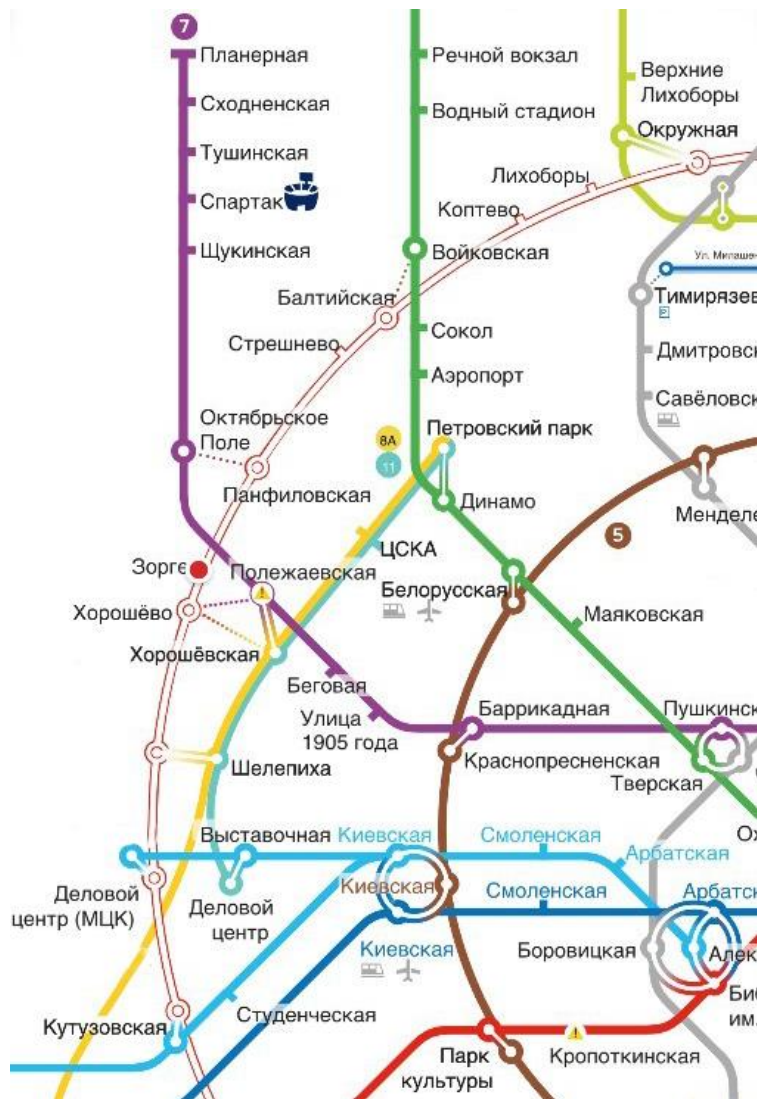 7
Планерная
Речной вокзал
Верхние
Лихоборы
Сходненская
Водный стадион
Окружная
Тушинская
Лихоборы
Спартак
Коптево
Щукинская
Войковская
Ул. Милашен
Балтийская
Тимирязев
Сокол
Стрешнево
Дмитровск
Аэропорт
Савёловск
Октябрьское
Поле
8А
Петровский парк
11
Панфиловская
Динамо
Менделе
5
ЦСКА
Зорге
Полежаевская
Белорусская
Хорошёво
Маяковская
Хорошёвская
Беговая
Улица
1905 года
Баррикадная
Пушкинск
Шелепиха
Краснопресненская
Тверская
Ох
Выставочная
Киевская
Смоленская
Арбатская
Деловой
центр (МЦК)
Деловой
центр
Киевская
Смоленская
Арбатск
Киевская
Боровицкая
Алек
Студенческая
Биб
им.
Кутузовская
Парк
культуры
Кропоткинская